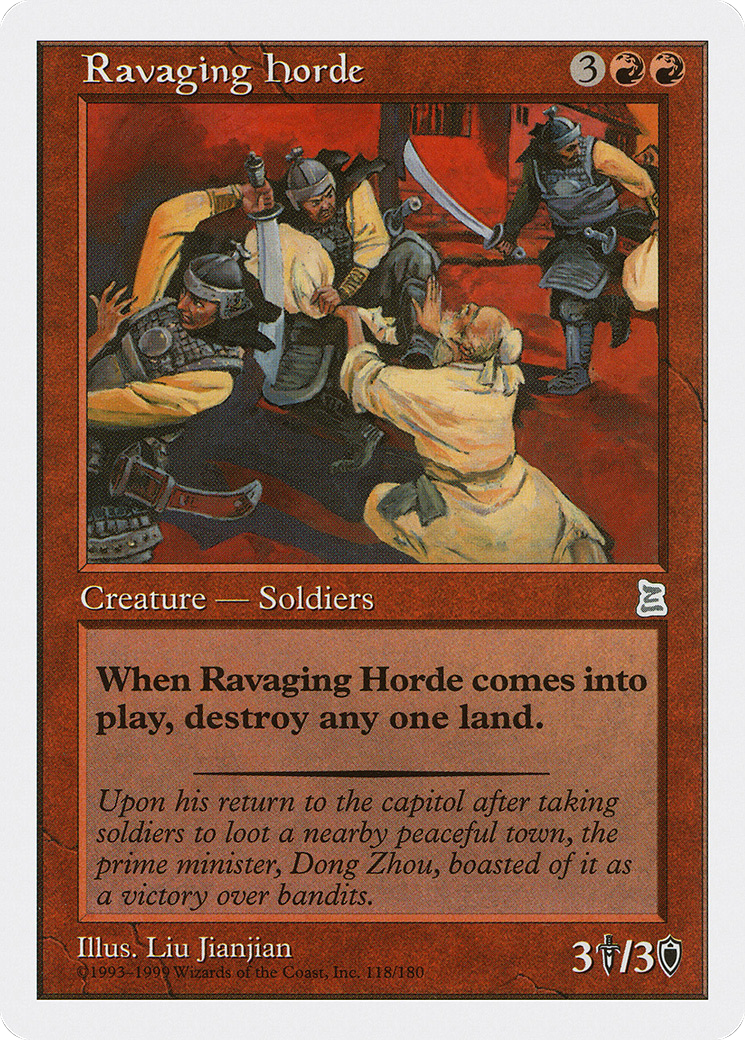 Ravaging Horde 3
Creature — Soldiers
When Ravaging Horde comes into
play, destroy any one land.
Upon his return to the capitol after taking
soldiers to loot a nearby peaceful town, the
prime minister, Dong Zhou, boasted of it as
a victory over bandits.
Illus. Liu Jianjian
©1993–1999 Wizards of the Coast, Inc. 118/180
3/3